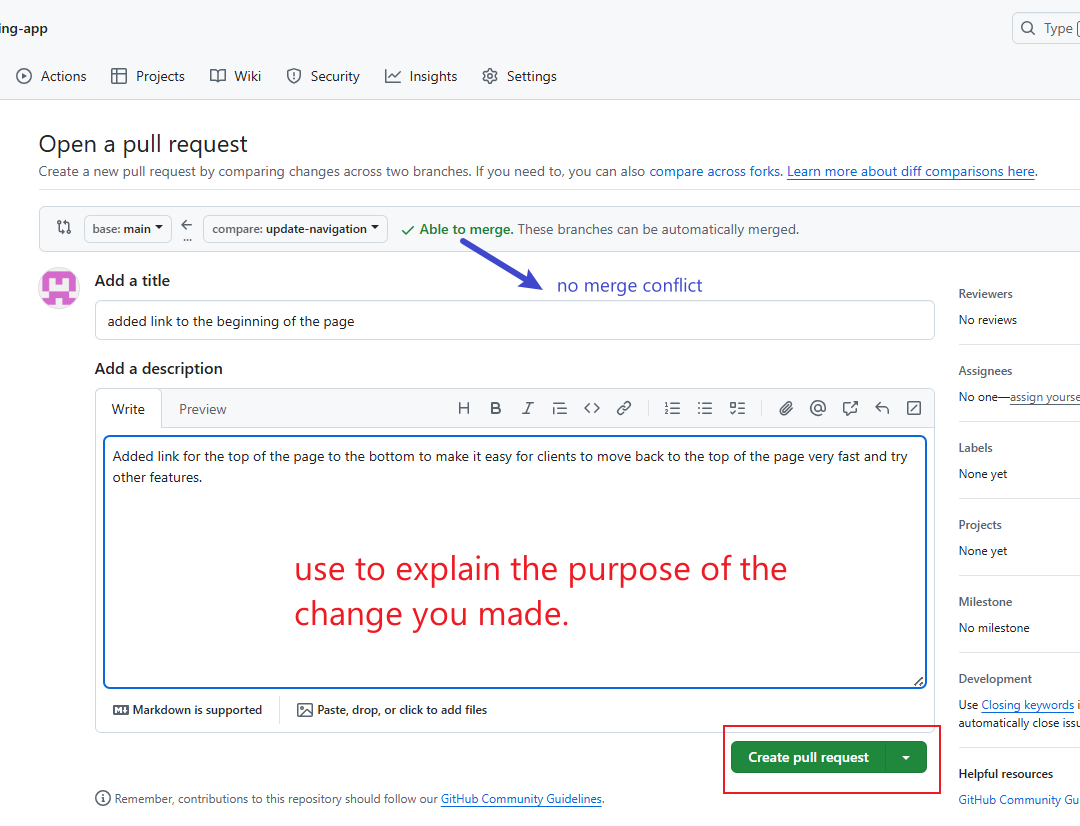 ing-app
Type
Actions Projects Wiki Security Insights Settings
Open a pull request
Create a new pull request by comparing changes across two branches. If you need to, you can also compare across forks. Learn more about diff comparisons here.
base: main compare: update-navigation Able to merge. These branches can be automatically merged.
no merge conflict
Add a title
added link to the beginning of the page
Add a description
Write Preview
Added link for the top of the page to the bottom to make it easy for clients to move back to the top of the page very fast and try
other features.
use to explain the purpose of the
change you made.
Markdown is supported Paste, drop, or click to add files
Create pull request
Remember, contributions to this repository should follow our GitHub Community Guidelines.
Reviewers
No reviews
Assignees
No one—assign yourse
Labels
None yet
Projects
None yet
Milestone
No milestone
Development
Use Closing keywords i
automatically close issu
Helpful resources
GitHub Community Gu